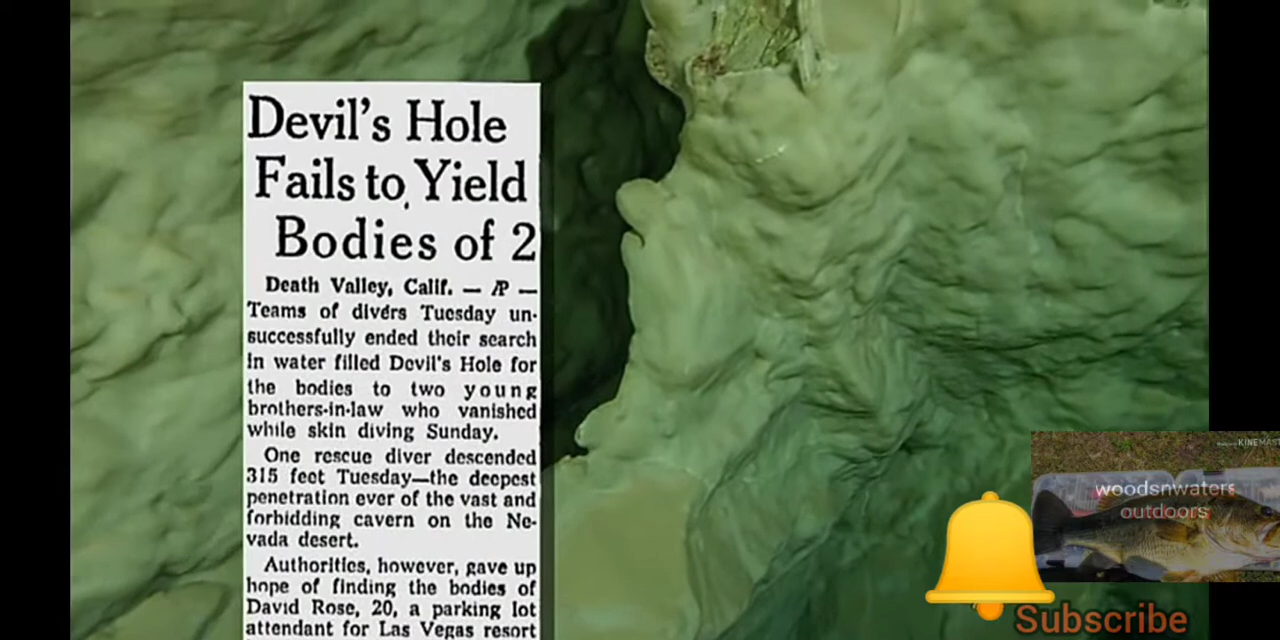 Devil's Hole
Fails to Yield
Bodies of 2
Death Valley, Calif. — AP —
Teams of divers Tuesday un-
successfully ended their search
in water filled Devil's Hole for
the bodies to two young
brothers-in-law who vanished
while skin diving Sunday.
One rescue diver descended
315 feet Tuesday—the deepest
penetration ever of the vast and
forbidding cavern on the Ne-
vada desert.
Authorities, however, gave up
hope of finding the bodies of
David Rose, 20, a parking lot
attendant for Las Vegas resort
KINEMAST
woodsnwaters
outdoors
Subscribe